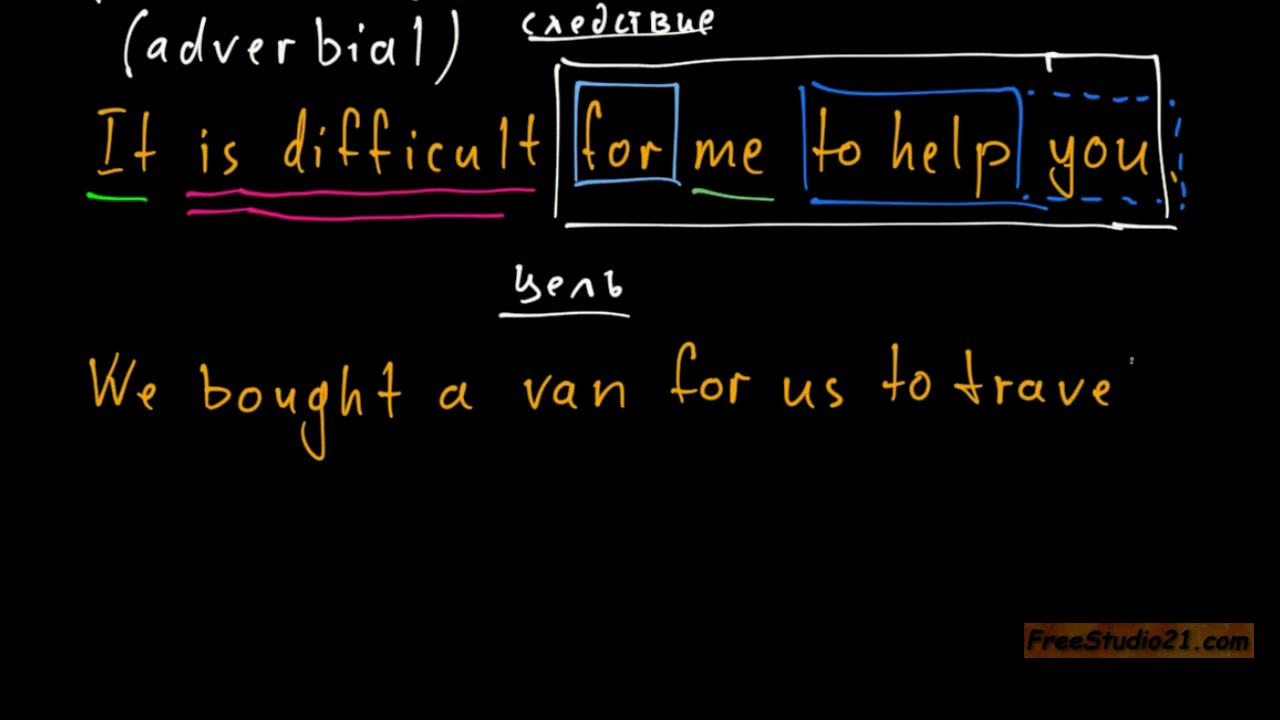 (adverbial)
следствие
It is difficult for me to help you.
цель
We bought a van for us to trave
FreeStudio21.com